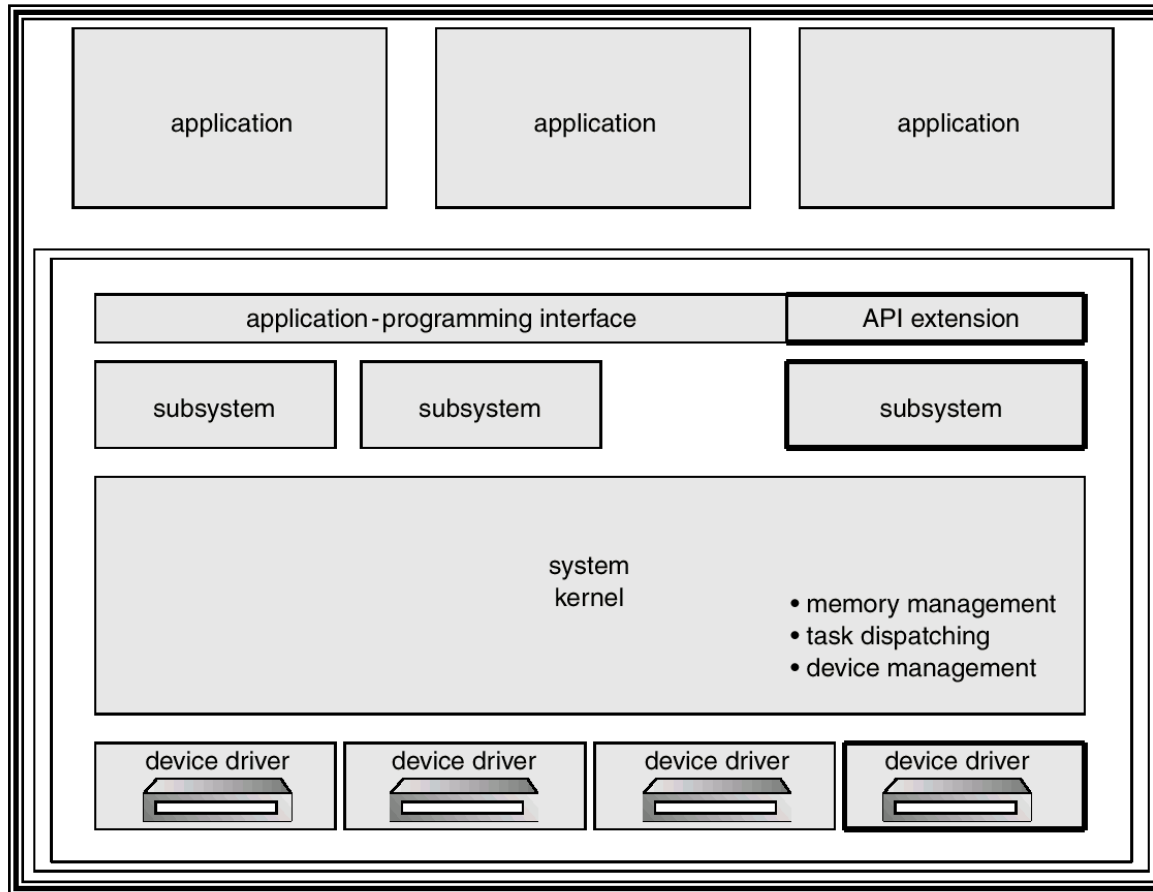 application
application
application
application-programming interface
API extension
subsystem
subsystem
subsystem
system
kernel
• memory management
• task dispatching
• device management
device driver
device driver
device driver
device driver